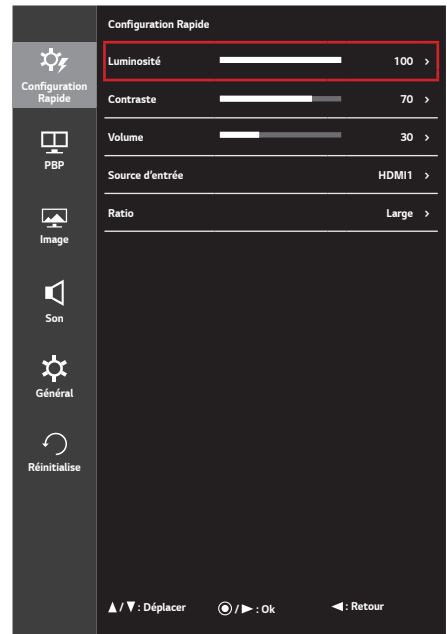 Configuration Rapide
Configuration
Rapide
PBP
Image
Son
Général
Réinitialise
Luminosité 100 >
Contraste 70 >
Volume 30 >
Source d'entrée HDMI1 >
Ratio Large >
▲/▼ : Déplacer ◉/► : Ok ◄ : Retour